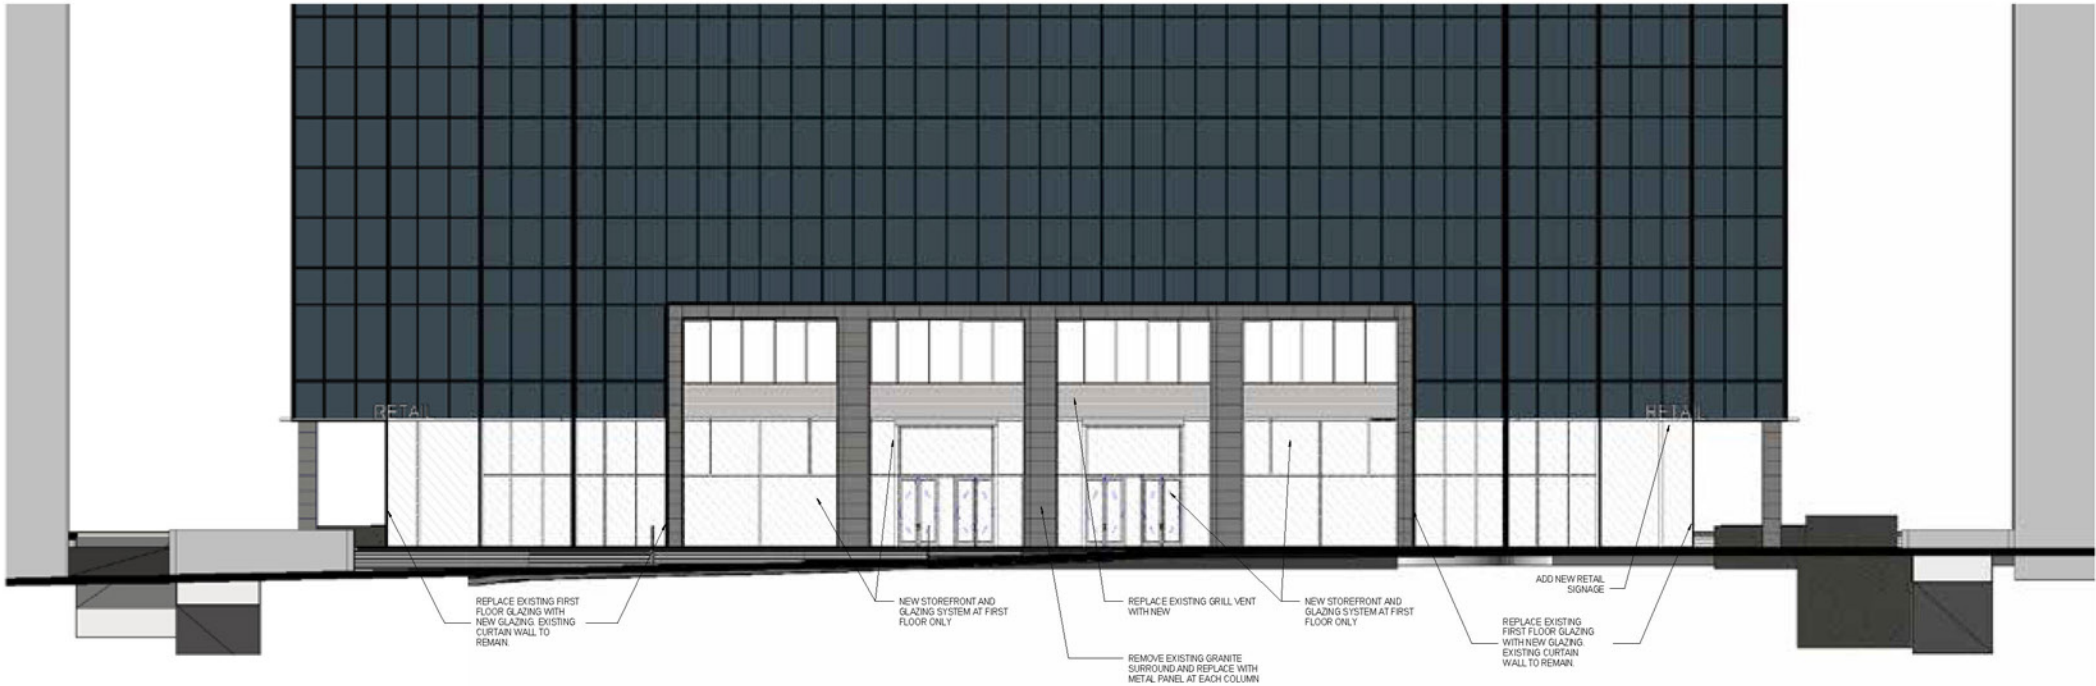 RETAIL
RETAIL
REPLACE EXISTING FIRST
FLOOR GLAZING WITH
NEW GLAZING. EXISTING
CURTAIN WALL TO
REMAIN.
NEW STOREFRONT AND
GLAZING SYSTEM AT FIRST
FLOOR ONLY
REPLACE EXISTING GRILL VENT
WITH NEW
REMOVE EXISTING GRANITE
SURROUND AND REPLACE WITH
METAL PANEL AT EACH COLUMN
NEW STOREFRONT AND
GLAZING SYSTEM AT FIRST
FLOOR ONLY
ADD NEW RETAIL
SIGNAGE
REPLACE EXISTING
FIRST FLOOR GLAZING
WITH NEW GLAZING.
EXISTING CURTAIN
WALL TO REMAIN.